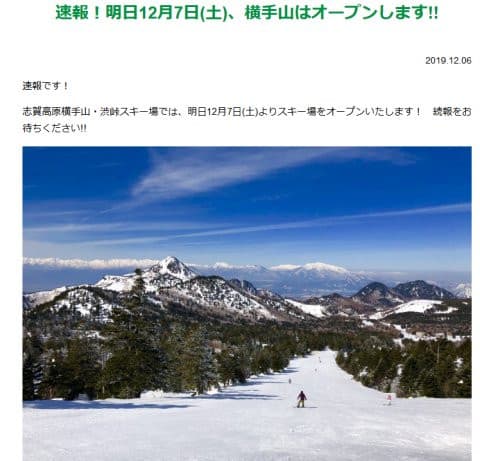 速報！明日12月7日(土)、横手山はオープンします!!
2019.12.06
速報です！
志賀高原横手山・渋峠スキー場では、明日12月7日(土)よりスキー場をオープンいたします！　続報をお
待ちください!!